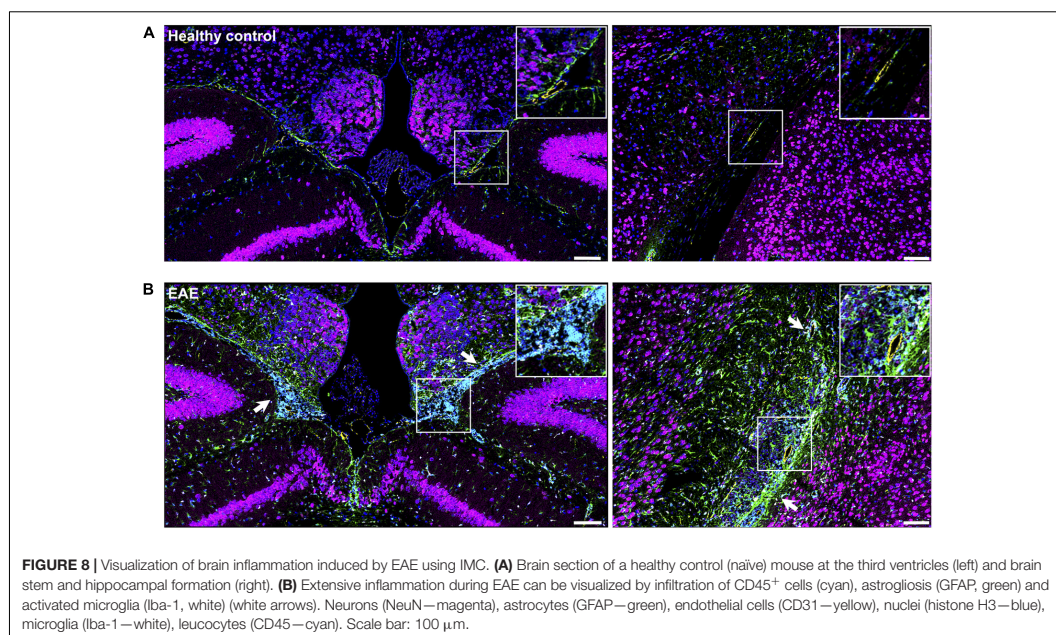 A
Healthy control
B
EAE
FIGURE 8 | Visualization of brain inflammation induced by EAE using IMC. (A) Brain section of a healthy control (naïve) mouse at the third ventricles (left) and brain
stem and hippocampal formation (right). (B) Extensive inflammation during EAE can be visualized by infiltration of CD45⁺ cells (cyan), astrogliosis (GFAP, green) and
activated microglia (Iba-1, white) (white arrows). Neurons (NeuN—magenta), astrocytes (GFAP—green), endothelial cells (CD31—yellow), nuclei (histone H3—blue),
microglia (Iba-1—white), leucocytes (CD45—cyan). Scale bar: 100 μm.